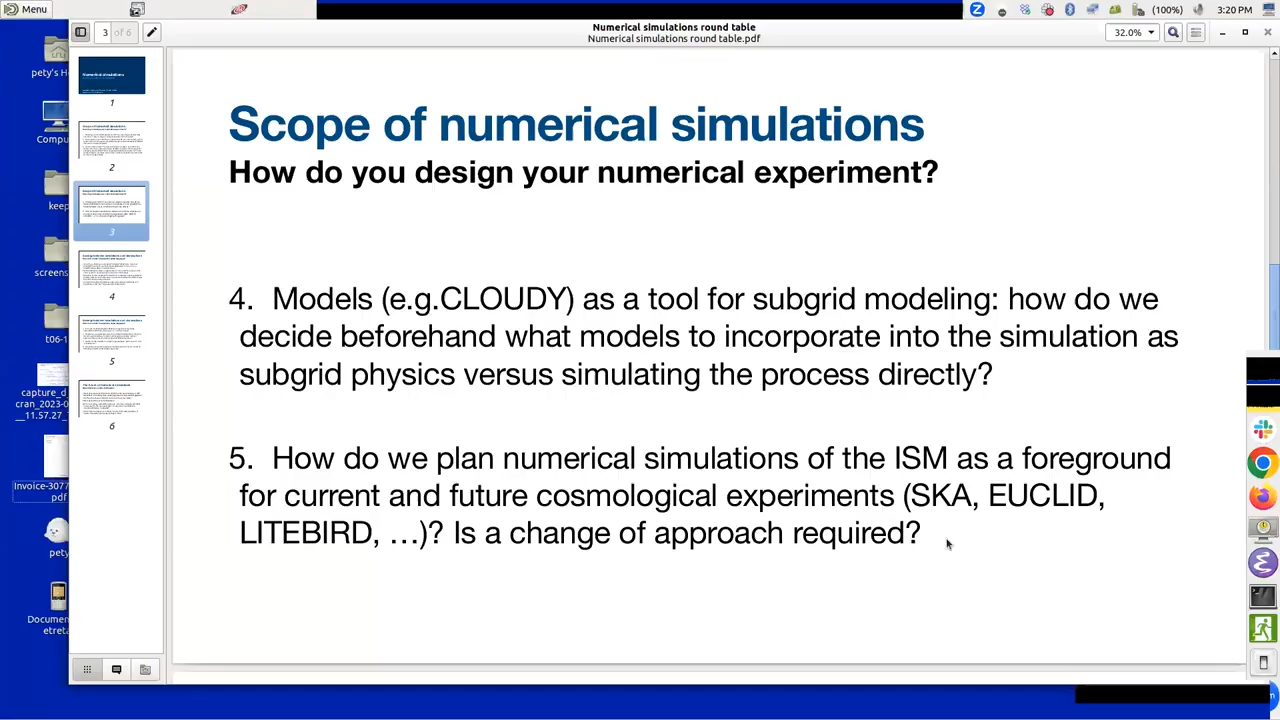 Menu
(100%)
3:20 PM
3 of 6
Numerical simulations round table
Numerical simulations round table.pdf
32.0%
pety's H
Compu
keep
screens
t06-1
capture_d
cran_2023-0
__11.57.27_
Invoice-3077
pdf
pety
Documen
etreta
1
2
3
4
5
6
Scope of numerical simulations
How do you design your numerical experiment?
4. Models (e.g.CLOUDY) as a tool for subgrid modeling: how do we
decide beforehand what models to incorporate into the simulation as
subgrid physics versus simulating the process directly?
5. How do we plan numerical simulations of the ISM as a foreground
for current and future cosmological experiments (SKA, EUCLID,
LITEBIRD, …)? Is a change of approach required?